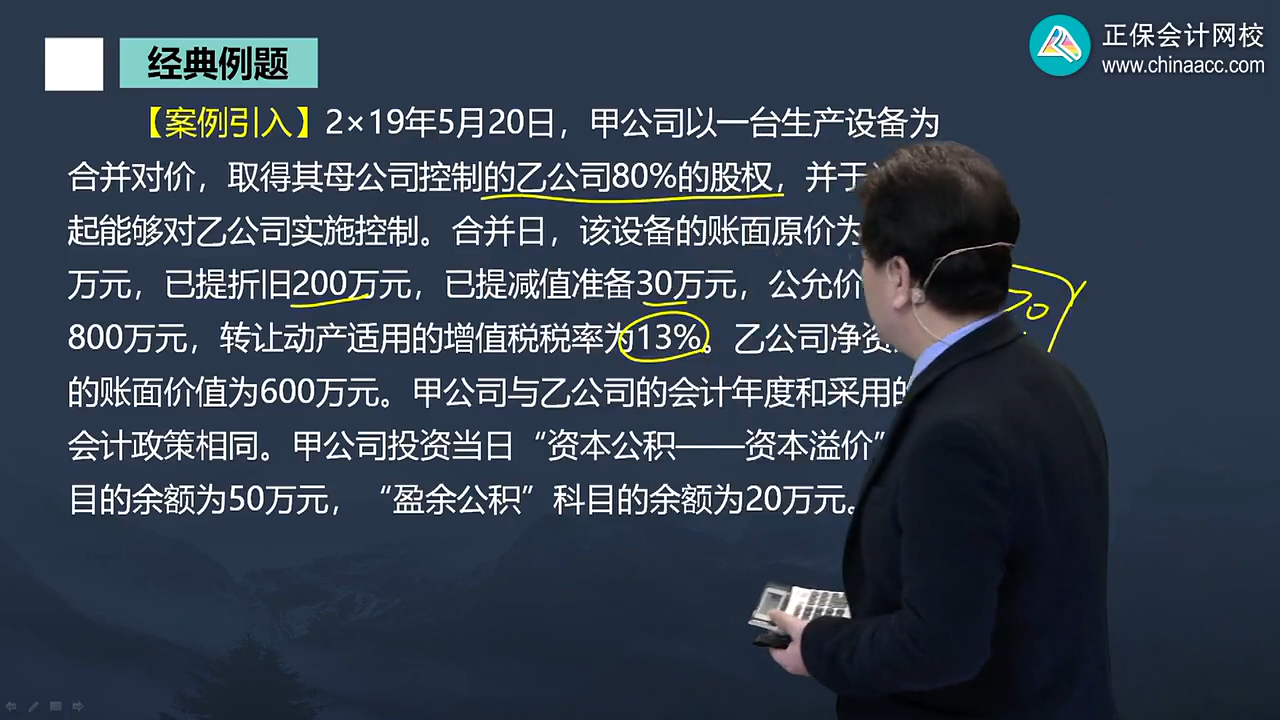 正保会计网校
www.chinaacc.com
经典例题
【案例引入】2×19年5月20日，甲公司以一台生产设备为
合并对价，取得其母公司控制的乙公司80%的股权，并于
起能够对乙公司实施控制。合并日，该设备的账面原价为
万元，已提折旧200万元，已提减值准备30万元，公允价
800万元，转让动产适用的增值税税率为13%。乙公司净资
的账面价值为600万元。甲公司与乙公司的会计年度和采用的
会计政策相同。甲公司投资当日“资本公积——资本溢价”
目的余额为50万元，“盈余公积”科目的余额为20万元。